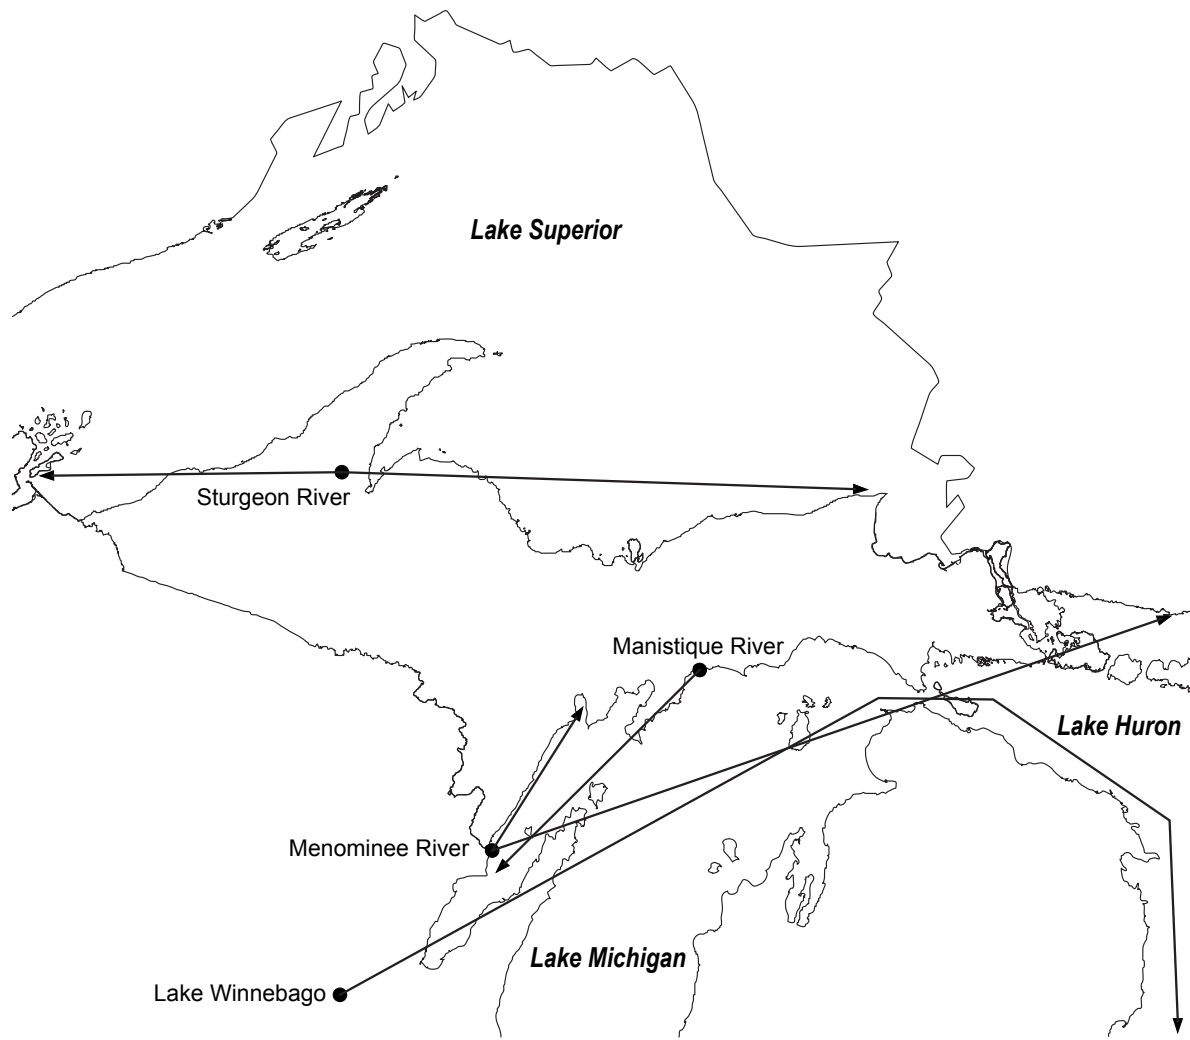 Lake Superior
Sturgeon River
Manistique River
Lake Huron
Menominee River
Lake Michigan
Lake Winnebago